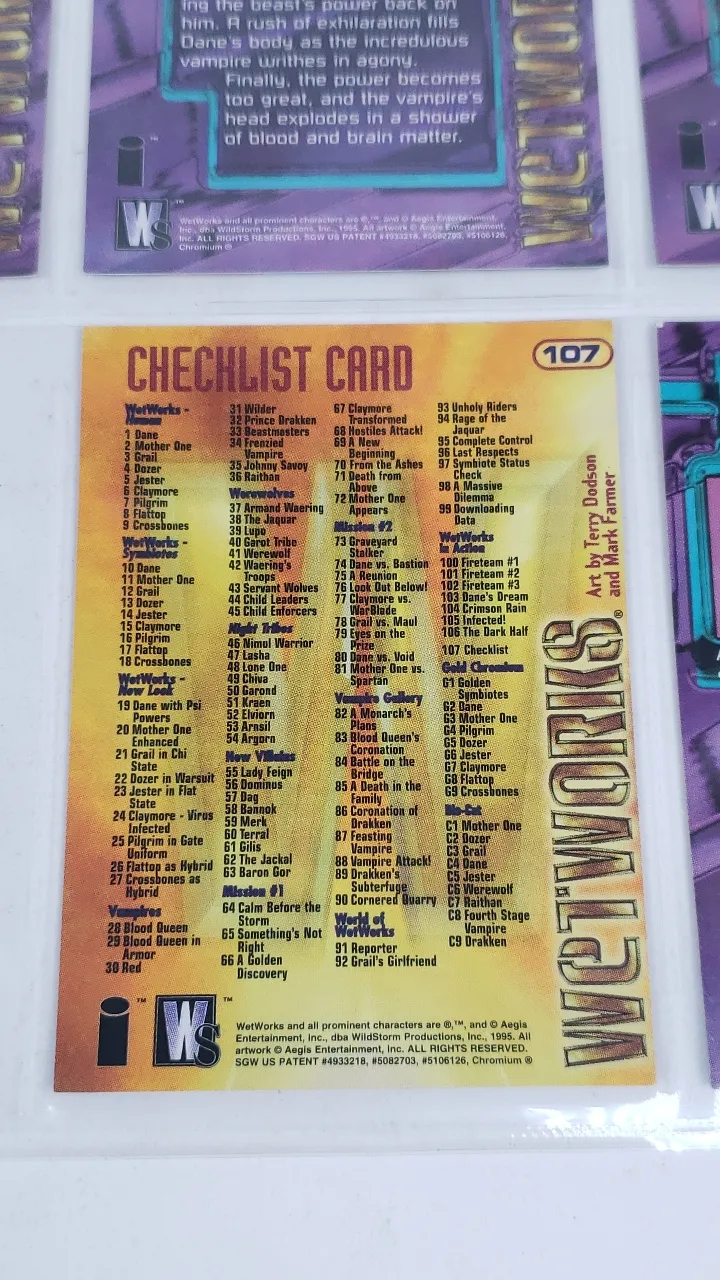 ing the beast's power back on
him. A rush of exhilaration fills
Dane's body as the incredulous
vampire writhes in agony.
Finally, the power becomes
too great, and the vampire's
head explodes in a shower
of blood and brain matter.
WS
WetWorks and all prominent characters are ®,™, and © Aegis Entertainment,
Inc., dba WildStorm Productions, Inc., 1995. All artwork © Aegis Entertainment,
Inc. ALL RIGHTS RESERVED. SGW US PATENT #4933218, #5082703, #5106126,
Chromium ®
CHECKLIST CARD
107
WetWorks -
Human
1 Dane
2 Mother One
3 Grail
4 Dozer
5 Jester
6 Claymore
7 Pilgrim
8 Flattop
9 Crossbones
WetWorks -
Symbiotes
10 Dane
11 Mother One
12 Grail
13 Dozer
14 Jester
15 Claymore
16 Pilgrim
17 Flattop
18 Crossbones
WetWorks -
New Look
19 Dane with Psi
Powers
20 Mother One
Enhanced
21 Grail in Chi
State
22 Dozer in Warsuit
23 Jester in Flat
State
24 Claymore - Virus
Infected
25 Pilgrim in Gate
Uniform
26 Flattop as Hybrid
27 Crossbones as
Hybrid
Vampires
28 Blood Queen
29 Blood Queen in
Armor
30 Red
31 Wilder
32 Prince Drakken
33 Beastmasters
34 Frenzied
Vampire
35 Johnny Savoy
36 Raithan
Werewolves
37 Armand Waering
38 The Jaquar
39 Lupo
40 Garot Tribe
41 Werewolf
42 Waering's
Troops
43 Servant Wolves
44 Child Leaders
45 Child Enforcers
Night Tribes
46 Nimul Warrior
47 Lasha
48 Lone One
49 Chiva
50 Garond
51 Kraen
52 Elviorn
53 Arnsil
54 Argorn
New Villains
55 Lady Feign
56 Dominus
57 Dag
58 Bannok
59 Merk
60 Terral
61 Gilis
62 The Jackal
63 Baron Gor
Mission #1
64 Calm Before the
Storm
65 Something's Not
Right
66 A Golden
Discovery
67 Claymore
Transformed
68 Hostiles Attack!
69 A New
Beginning
70 From the Ashes
71 Death from
Above
72 Mother One
Appears
Mission #2
73 Graveyard
Stalker
74 Dane vs. Bastion
75 A Reunion
76 Look Out Below!
77 Claymore vs.
WarBlade
78 Grail vs. Maul
79 Eyes on the
Prize
80 Dane vs. Void
81 Mother One vs.
Spartan
Vampire Gallery
82 A Monarch's
Plans
83 Blood Queen's
Coronation
84 Battle on the
Bridge
85 A Death in the
Family
86 Coronation of
Drakken
87 Feasting
Vampire
88 Vampire Attack!
89 Drakken's
Subterfuge
90 Cornered Quarry
World of
WetWorks
91 Reporter
92 Grail's Girlfriend
93 Unholy Riders
94 Rage of the
Jaquar
95 Complete Control
96 Last Respects
97 Symbiote Status
Check
98 A Massive
Dilemma
99 Downloading
Data
WetWorks
in Action
100 Fireteam #1
101 Fireteam #2
102 Fireteam #3
103 Dane's Dream
104 Crimson Rain
105 Infected!
106 The Dark Half
107 Checklist
Gold Chromium
G1 Golden
Symbiotes
G2 Dane
G3 Mother One
G4 Pilgrim
G5 Dozer
G6 Jester
G7 Claymore
G8 Flattop
G9 Crossbones
Die-Cut
C1 Mother One
C2 Dozer
C3 Grail
C4 Dane
C5 Jester
C6 Werewolf
C7 Raithan
C8 Fourth Stage
Vampire
C9 Drakken
Art by Terry Dodson
and Mark Farmer
WETWORKS®
i™ WS™
WetWorks and all prominent characters are ®,™, and © Aegis
Entertainment, Inc., dba WildStorm Productions, Inc., 1995. All
artwork © Aegis Entertainment, Inc. ALL RIGHTS RESERVED.
SGW US PATENT #4933218, #5082703, #5106126, Chromium ®